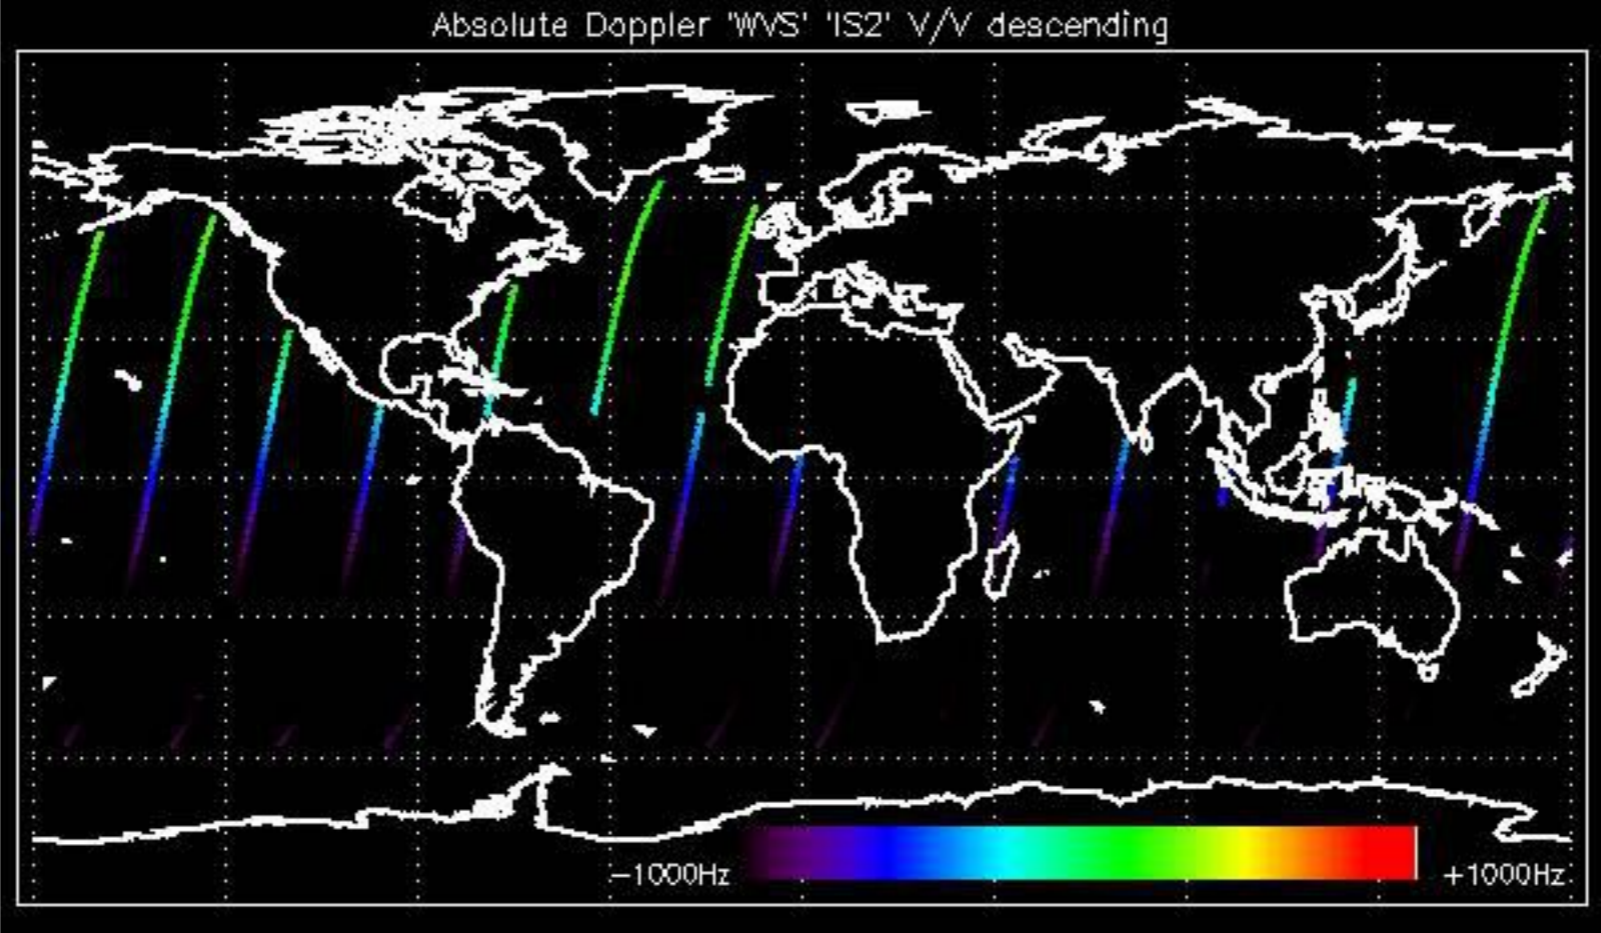 Absolute Doppler 'WVS' 'IS2' V/V descending
−1000Hz +1000Hz